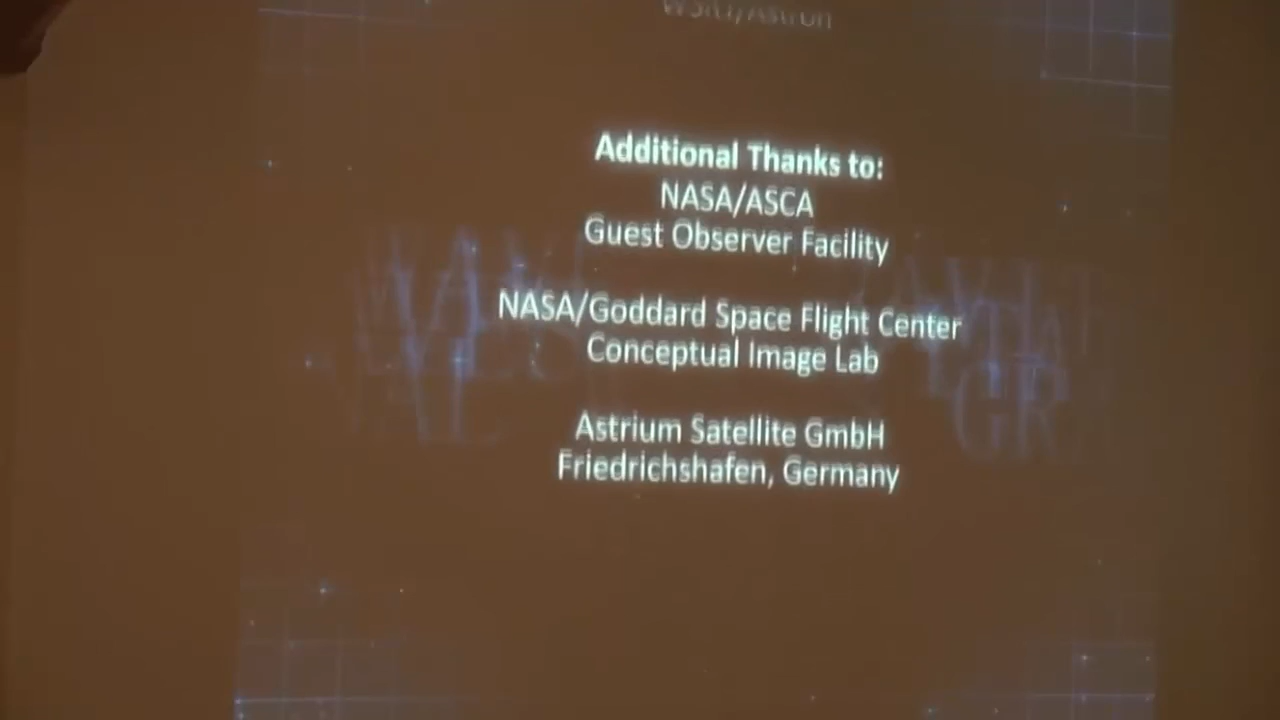 Additional Thanks to:
NASA/ASCA
Guest Observer Facility
NASA/Goddard Space Flight Center
Conceptual Image Lab
Astrium Satellite GmbH
Friedrichshafen, Germany